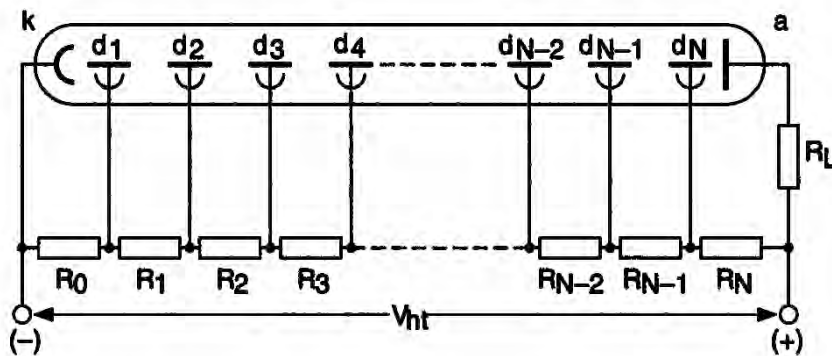 k a
d1 d2 d3 d4 dN–2 dN–1 dN
RL
R0 R1 R2 R3 RN–2 RN–1 RN
Vht
(–) (+)